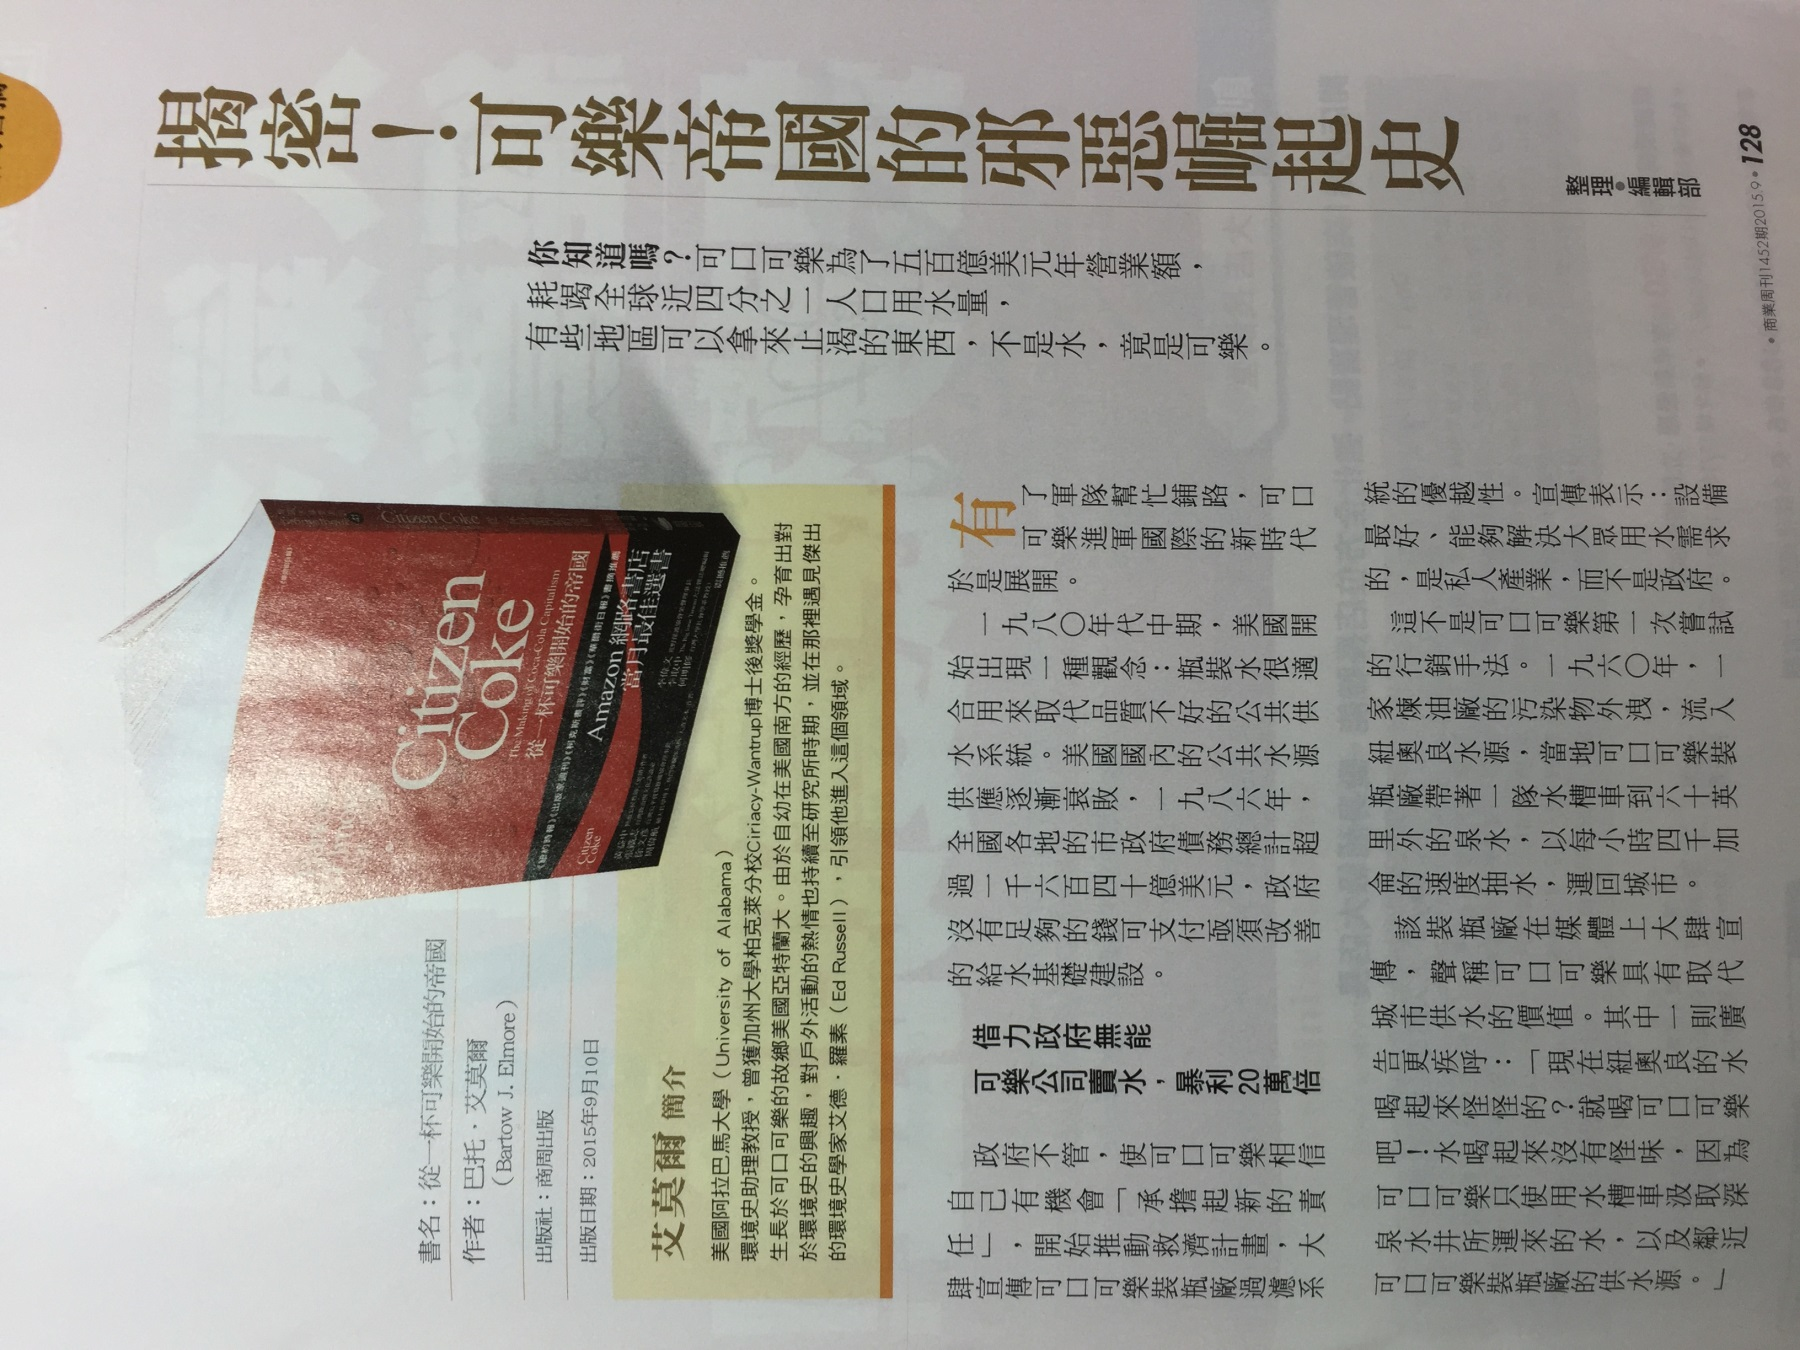 揭密！可樂帝國的邪惡崛起史
整理•編輯部
你知道嗎？可口可樂為了五百億美元年營業額，
耗竭全球近四分之一人口用水量，
有些地區可以拿來止渴的東西，不是水，竟是可樂。
Citizen Coke
Citizen
Coke
The Making of Coca-Cola Capitalism
從一杯可樂開始的帝國
Amazon 網路書店
當月最佳選書
Citizen
Coke
書名：從一杯可樂開始的帝國
作者：巴托．艾莫爾
（Bartow J. Elmore）
出版社：商周出版
出版日期：2015年9月10日
艾莫爾 簡介
美國阿拉巴馬大學（University of Alabama）
環境史助理教授，曾獲加州大學柏克萊分校Ciriacy-Wantrup博士後獎學金。
生長於可口可樂的故鄉美國亞特蘭大。由於自幼在美國南方的經歷，孕育出對
於環境史的興趣，對戶外活動的熱情也持續至研究所時期，並在那裡遇見傑出
的環境史學家艾德．羅素（Ed Russell），引領他進入這個領域。
有了軍隊幫忙鋪路，可口
可樂進軍國際的新時代
於是展開。
一九八〇年代中期，美國開
始出現一種觀念：瓶裝水很適
合用來取代品質不好的公共供
水系統。美國國內的公共水源
供應逐漸衰敗，一九八六年，
全國各地的市政府債務總計超
過一千六百四十億美元，政府
沒有足夠的錢可支付亟須改善
的給水基礎建設。
借力政府無能
可樂公司賣水，暴利20萬倍
政府不管，使可口可樂相信
自己有機會「承擔起新的責
任」，開始推動救濟計畫，大
肆宣傳可口可樂裝瓶廠過濾系
統的優越性。宣傳表示：設備
最好、能夠解決大眾用水需求
的，是私人產業，而不是政府。
這不是可口可樂第一次嘗試
的行銷手法。一九六〇年，一
家煉油廠的污染物外洩，流入
紐奧良水源，當地可口可樂裝
瓶廠帶著一隊水槽車到六十英
里外的泉水，以每小時四千加
侖的速度抽水，運回城市。
該裝瓶廠在媒體上大肆宣
傳，聲稱可口可樂具有取代
城市供水的價值。其中一則廣
告更疾呼：「現在紐奧良的水
喝起來怪怪的？就喝可口可樂
吧！水喝起來沒有怪味，因為
可口可樂只使用水槽車汲取深
泉水井所運來的水，以及鄰近
可口可樂裝瓶廠的供水源。」
•商業周刊1452期2015.9•128